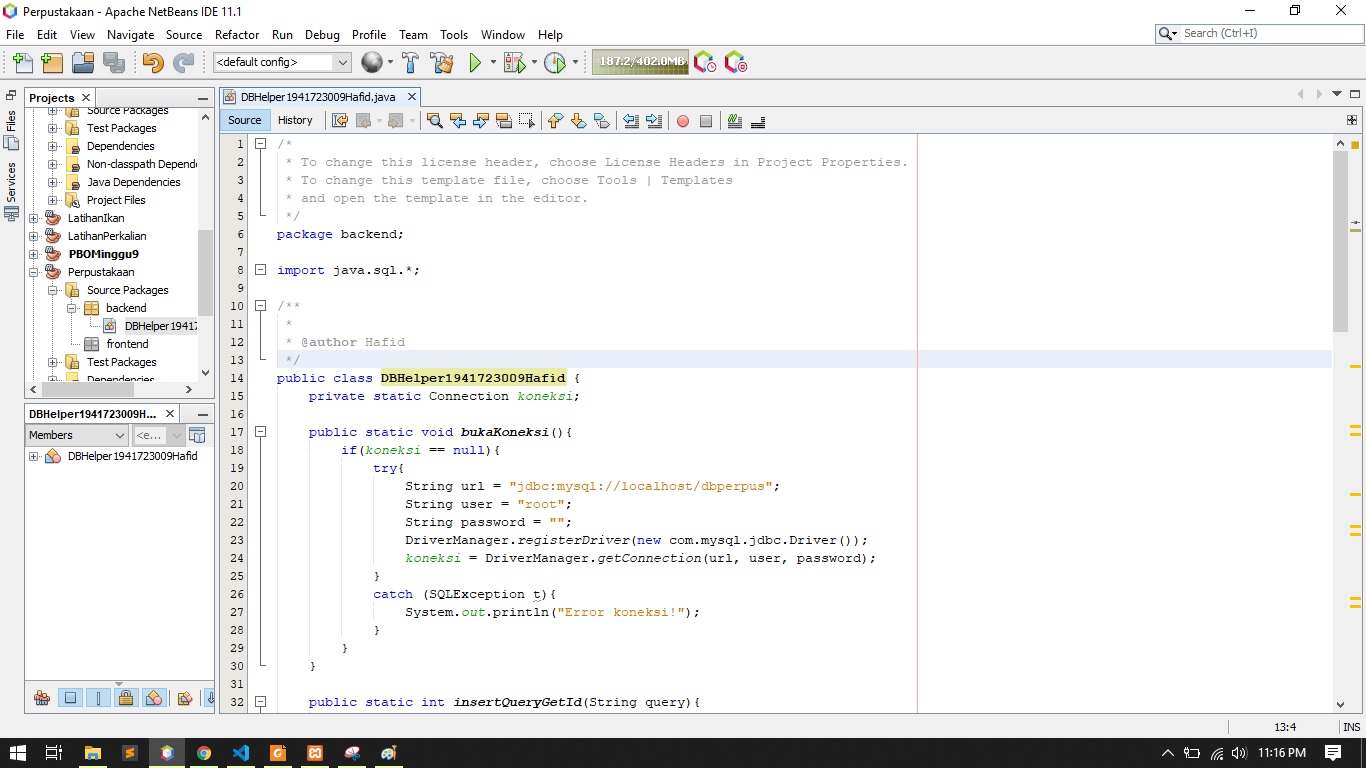 Perpustakaan - Apache NetBeans IDE 11.1
File Edit View Navigate Source Refactor Run Debug Profile Team Tools Window Help
Search (Ctrl+I)
<default config>
187.2/402.0MB
Files
Services
Projects
Source Packages
Test Packages
Dependencies
Non-classpath Depend
Java Dependencies
Project Files
LatihanIkan
LatihanPerkalian
PBOMinggu9
Perpustakaan
Source Packages
backend
DBHelper19417
frontend
Test Packages
Dependencies
DBHelper1941723009H...
Members
<e...
DBHelper1941723009Hafid
DBHelper1941723009Hafid.java
Source History
1 /*
2 * To change this license header, choose License Headers in Project Properties.
3 * To change this template file, choose Tools | Templates
4 * and open the template in the editor.
5 */
6 package backend;
7
8 import java.sql.*;
9
10 /**
11 *
12 * @author Hafid
13 */
14 public class DBHelper1941723009Hafid {
15 private static Connection koneksi;
16
17 public static void bukaKoneksi(){
18 if(koneksi == null){
19 try{
20 String url = "jdbc:mysql://localhost/dbperpus";
21 String user = "root";
22 String password = "";
23 DriverManager.registerDriver(new com.mysql.jdbc.Driver());
24 koneksi = DriverManager.getConnection(url, user, password);
25 }
26 catch (SQLException t){
27 System.out.println("Error koneksi!");
28 }
29 }
30 }
31
32 public static int insertQueryGetId(String query){
13:4 INS
11:16 PM